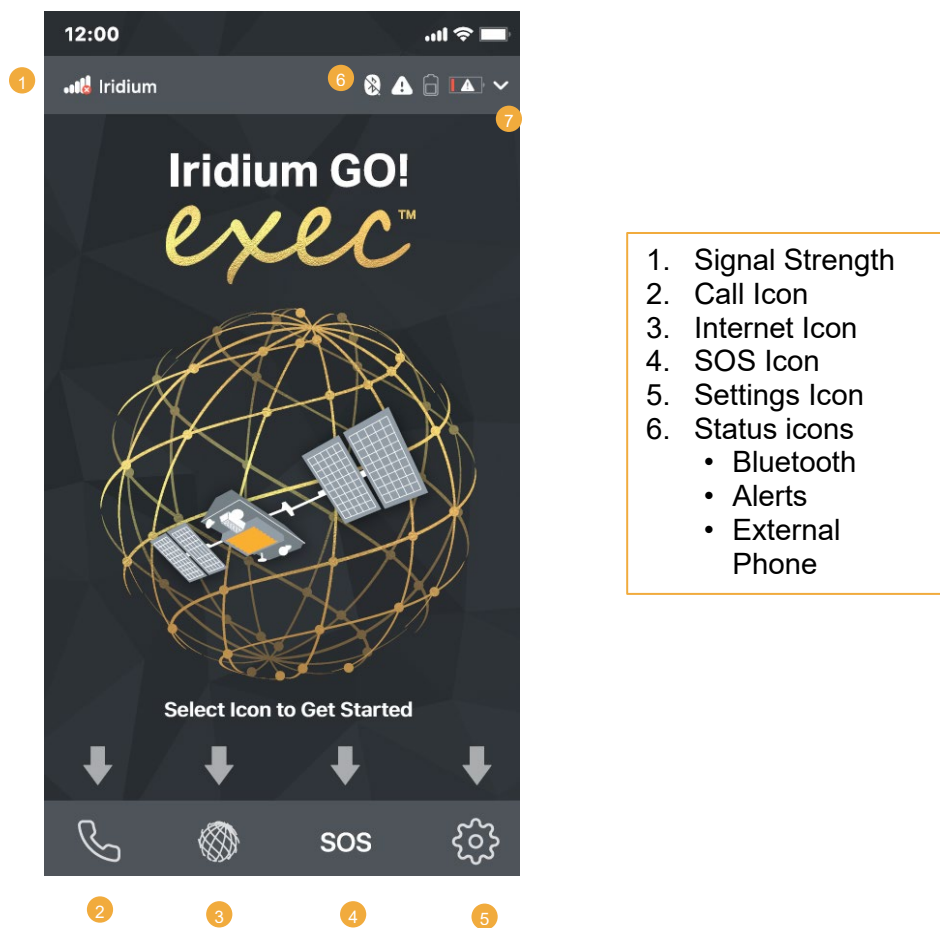 12:00
1
Iridium
6
7
Iridium GO!
exec™
Select Icon to Get Started
SOS
2
3
4
5
1. Signal Strength
2. Call Icon
3. Internet Icon
4. SOS Icon
5. Settings Icon
6. Status icons
• Bluetooth
• Alerts
• External
Phone